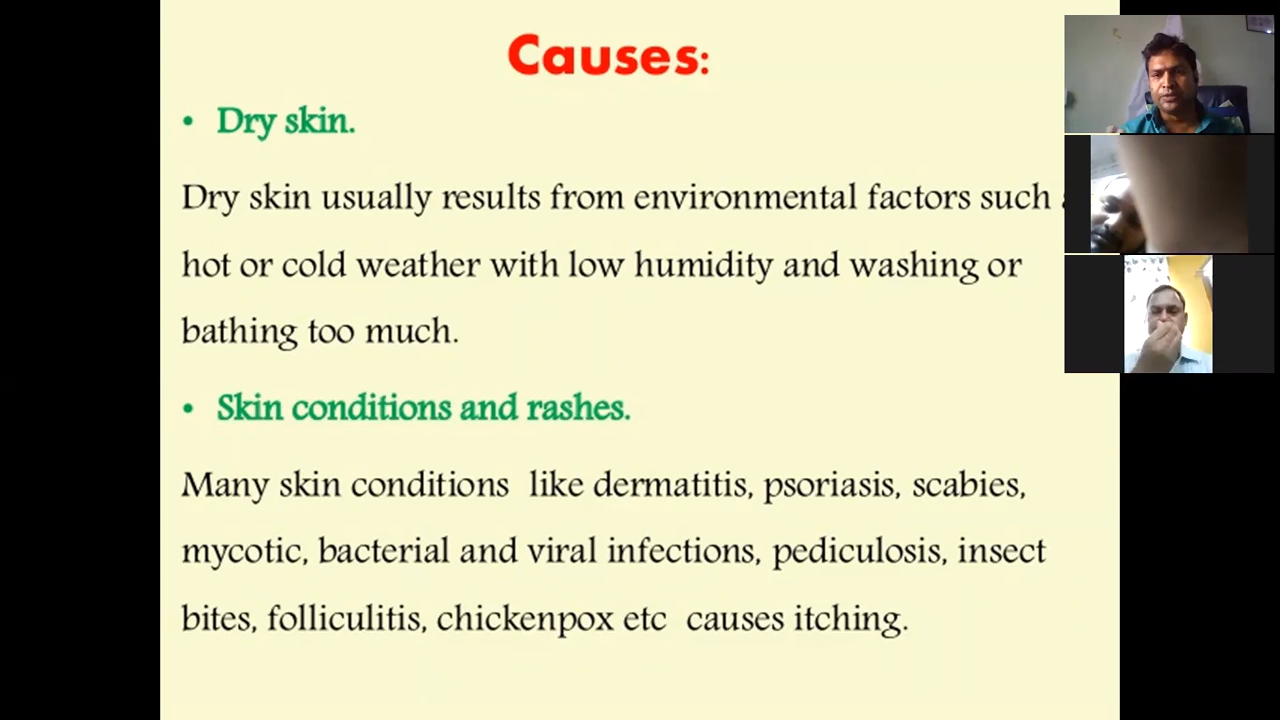 Causes:
• Dry skin.
Dry skin usually results from environmental factors such
hot or cold weather with low humidity and washing or
bathing too much.
• Skin conditions and rashes.
Many skin conditions like dermatitis, psoriasis, scabies,
mycotic, bacterial and viral infections, pediculosis, insect
bites, folliculitis, chickenpox etc causes itching.